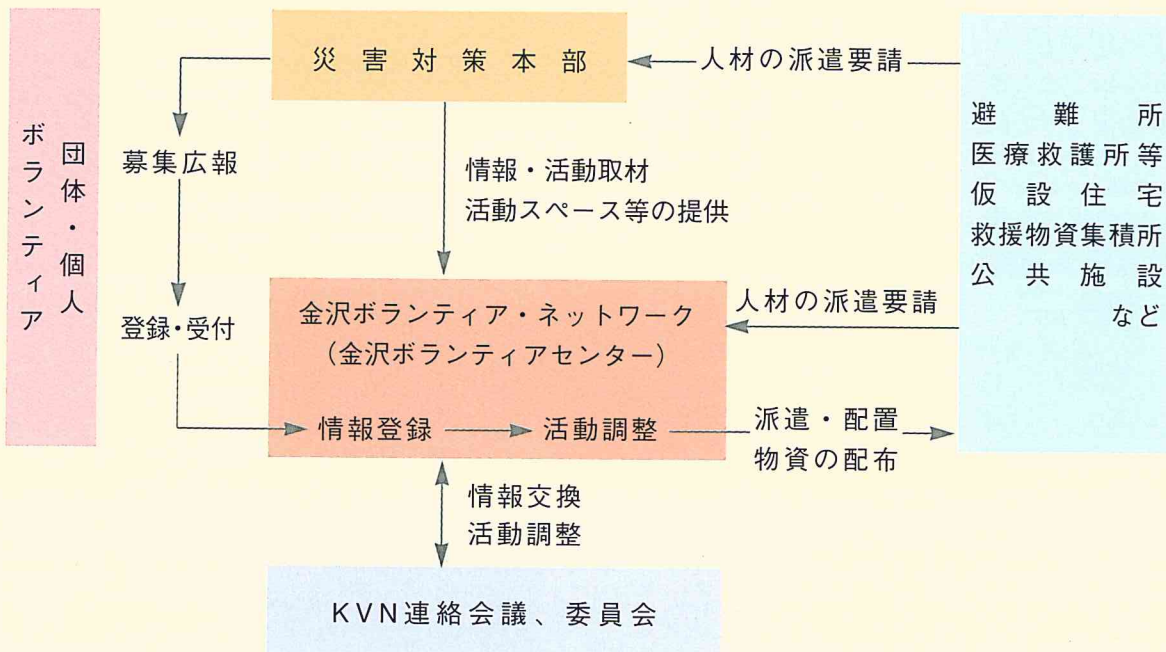 災害対策本部
人材の派遣要請
ボランティア
団体・個人
募集広報
登録・受付
情報・活動取材
活動スペース等の提供
避難所
医療救護所等
仮設住宅
救援物資集積所
公共施設
など
人材の派遣要請
金沢ボランティア・ネットワーク
（金沢ボランティアセンター）
情報登録
活動調整
派遣・配置
物資の配布
情報交換
活動調整
KVN連絡会議、委員会